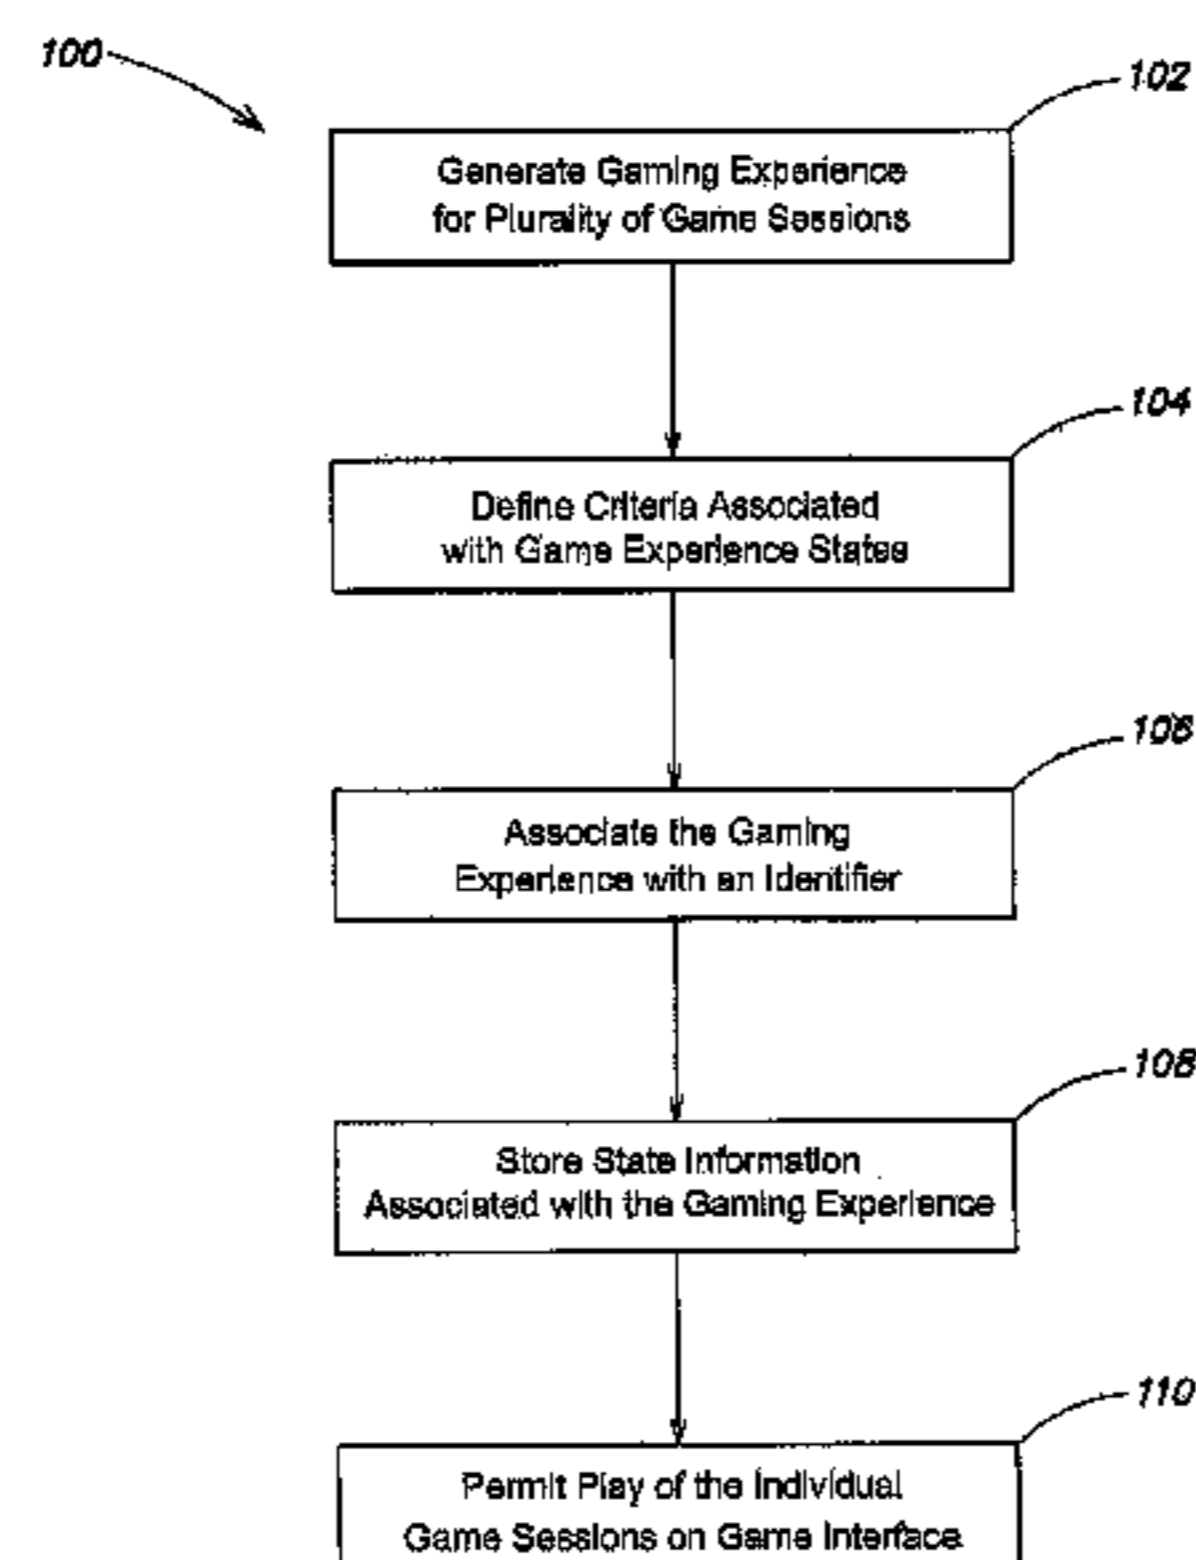 100
102
Generate Gaming Experience
for Plurality of Game Sessions
104
Define Criteria Associated
with Game Experience States
106
Associate the Gaming
Experience with an Identifier
108
Store State Information
Associated with the Gaming Experience
110
Permit Play of the Individual
Game Sessions on Game Interface